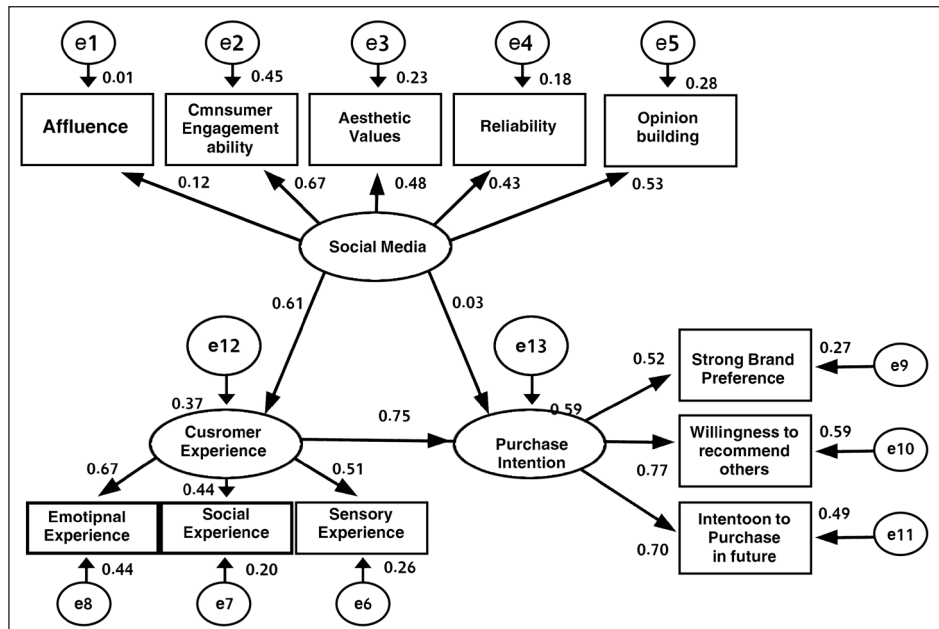 e1
e2
e3
e4
e5
0.01
0.45
0.23
0.18
0.28
Affluence
Cmnsumer
Engagement
ability
Aesthetic
Values
Reliability
Opinion
building
0.12
0.67
0.48
0.43
0.53
Social Media
0.61
0.03
e12
e13
0.37
Cusromer
Experience
0.75
0.59
Purchase
Intention
0.52
Strong Brand
Preference
0.27
e9
Willingness to
recommend
others
0.59
e10
0.77
Intentoon to
Purchase
in future
0.49
e11
0.70
0.67
0.44
0.51
Emotipnal
Experience
Social
Experience
Sensory
Experience
0.44
0.20
0.26
e8
e7
e6